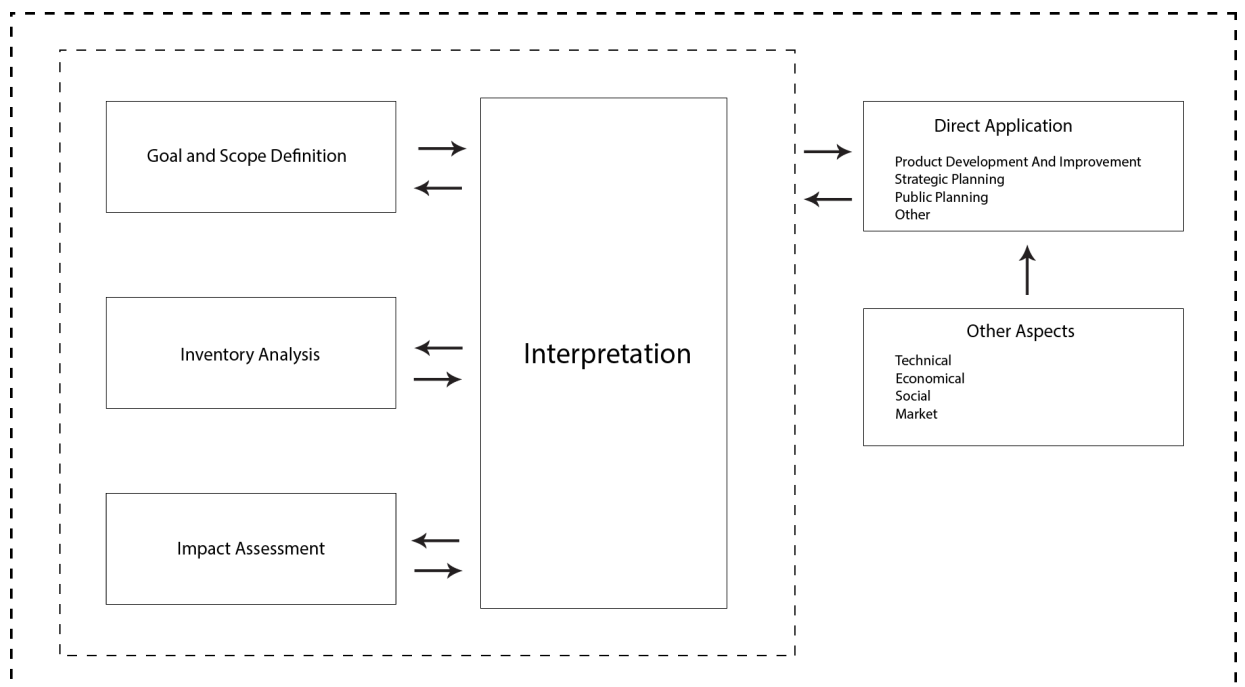 Goal and Scope Definition
Inventory Analysis
Impact Assessment
Interpretation
Direct Application
Product Development And Improvement
Strategic Planning
Public Planning
Other
Other Aspects
Technical
Economical
Social
Market